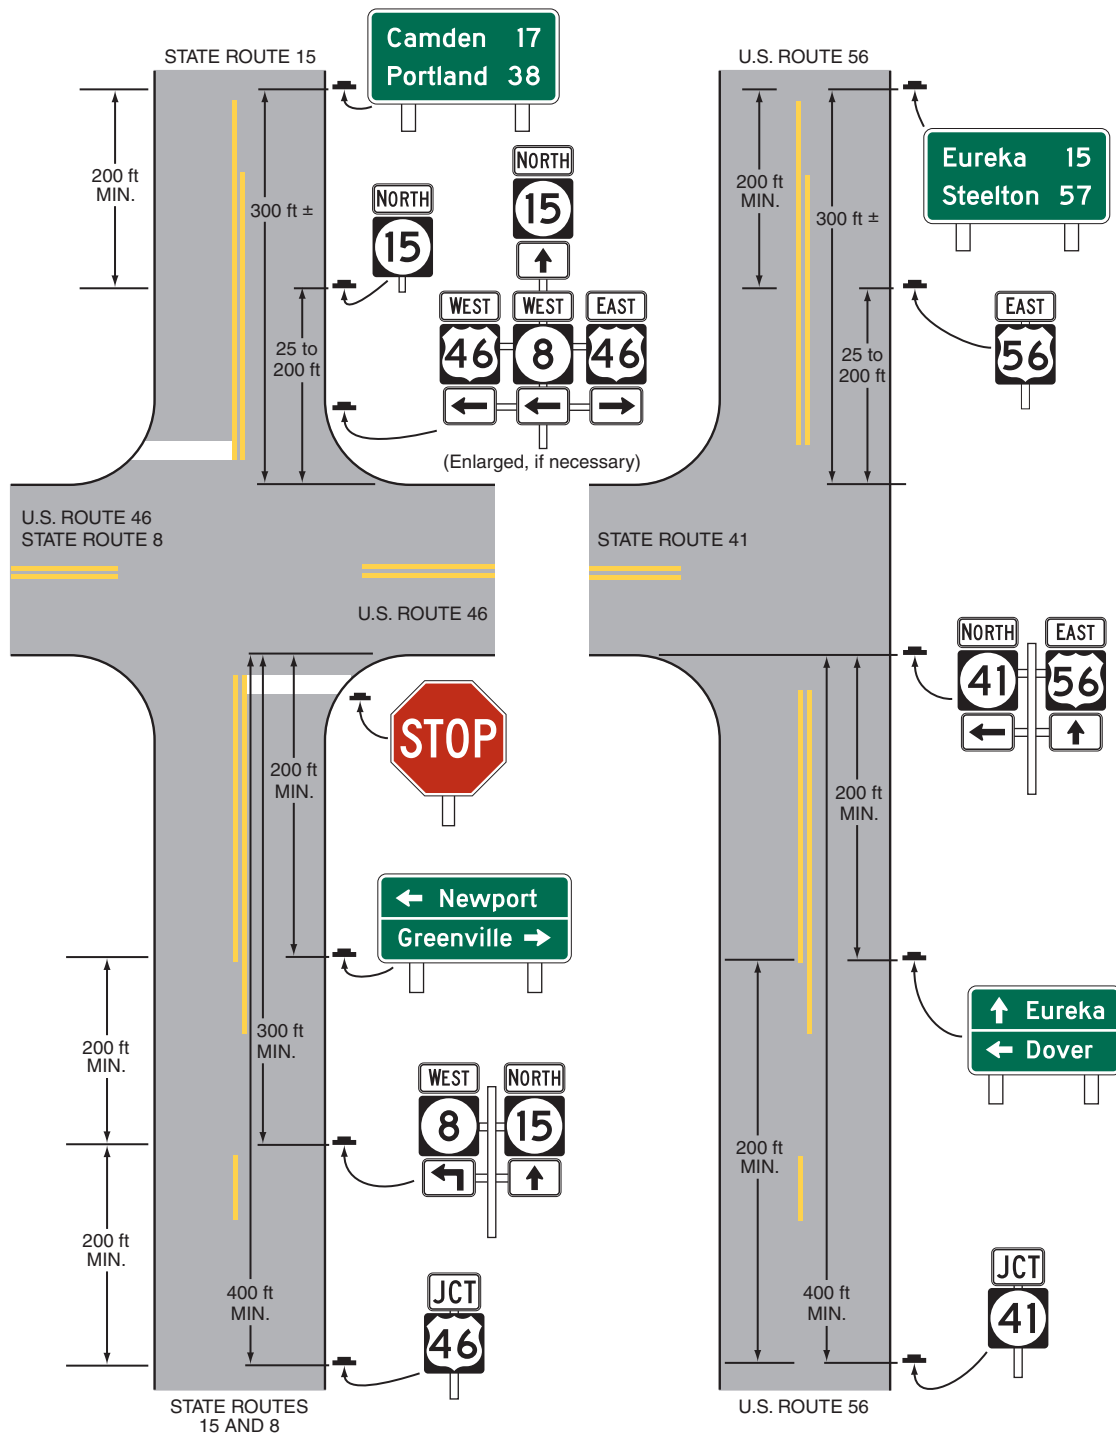 STATE ROUTE 15
Camden 17
Portland 38
200 ft
MIN.
300 ft ±
NORTH
15
NORTH
15
25 to
200 ft
WEST
46
WEST
8
EAST
46
(Enlarged, if necessary)
U.S. ROUTE 46
STATE ROUTE 8
U.S. ROUTE 46
STOP
200 ft
MIN.
Newport
Greenville
300 ft
MIN.
200 ft
MIN.
WEST
8
NORTH
15
200 ft
MIN.
400 ft
MIN.
JCT
46
STATE ROUTES
15 AND 8
U.S. ROUTE 56
Eureka 15
Steelton 57
200 ft
MIN.
300 ft ±
EAST
56
25 to
200 ft
STATE ROUTE 41
NORTH
41
EAST
56
200 ft
MIN.
Eureka
Dover
200 ft
MIN.
400 ft
MIN.
JCT
41
U.S. ROUTE 56